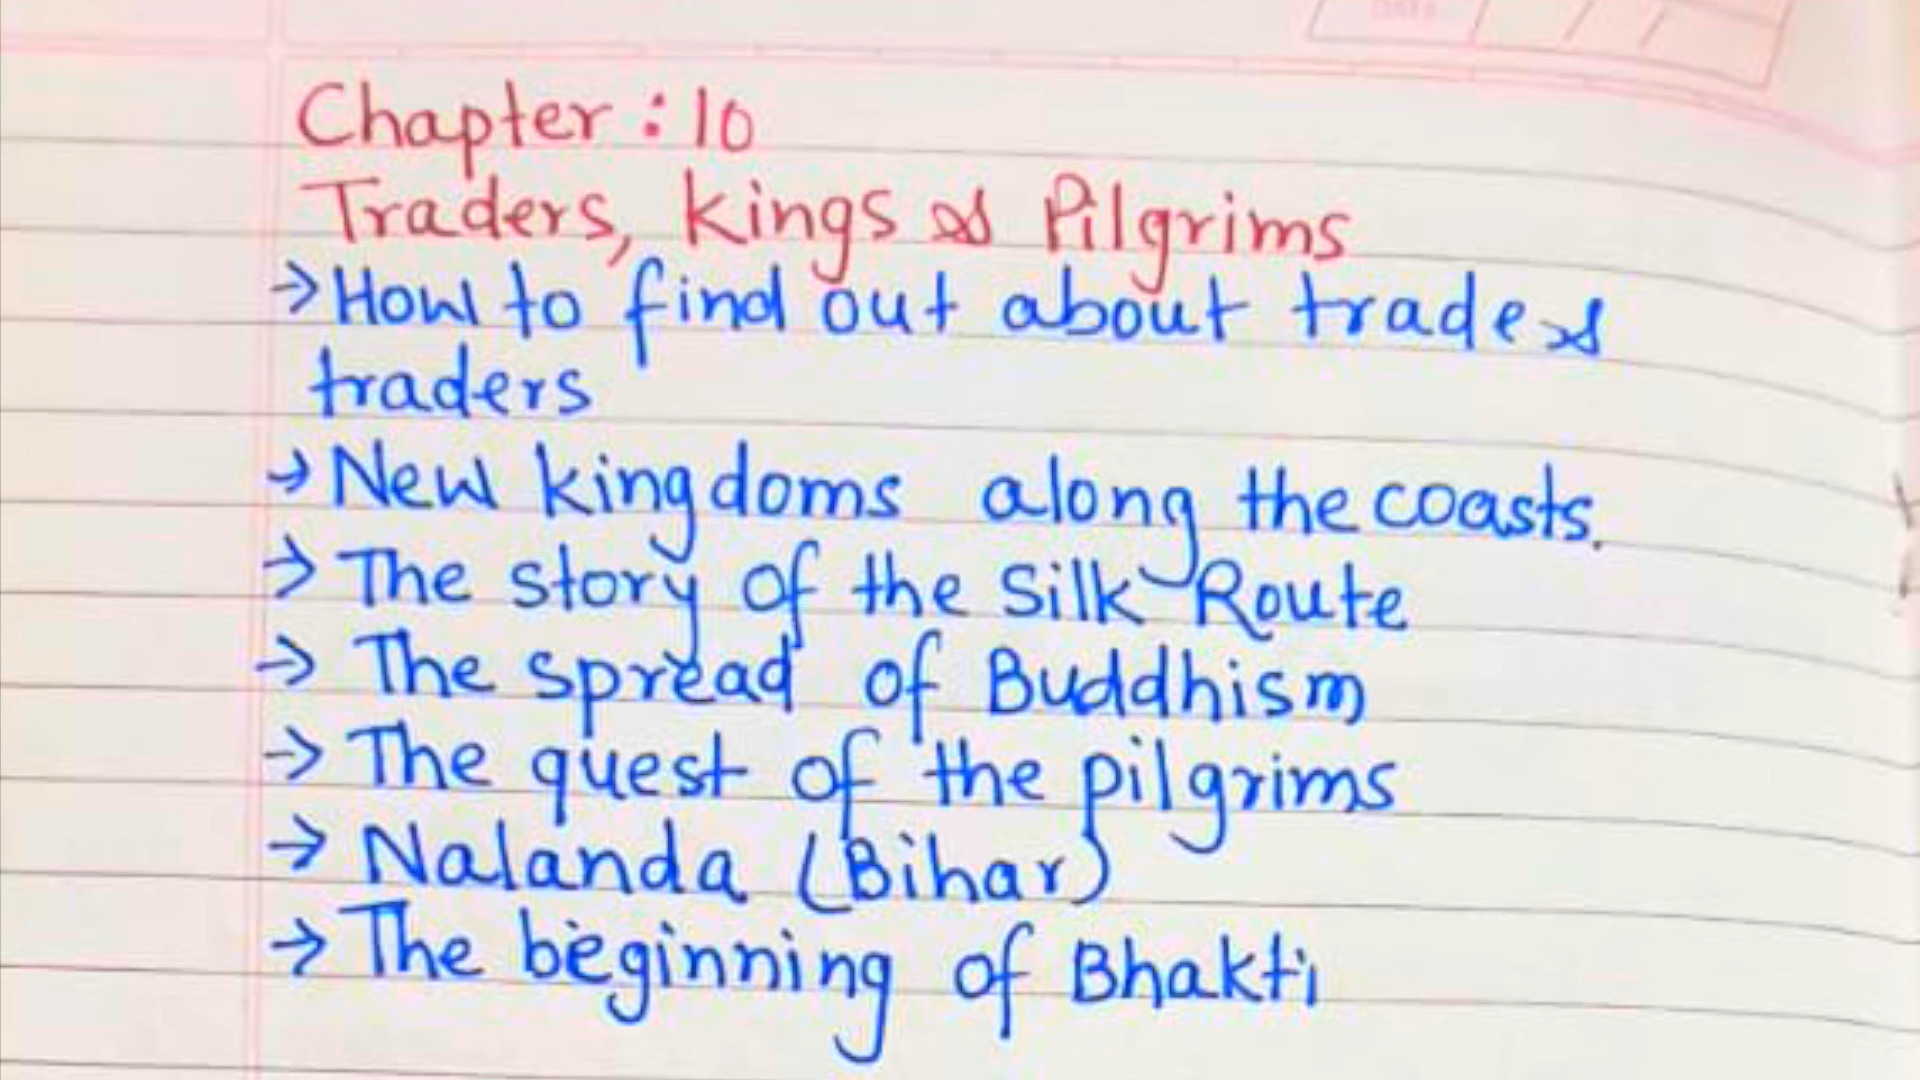 DATE
Chapter : 10
Traders, kings & Pilgrims
→ How to find out about trade &
traders
→ New kingdoms along the coasts.
→ The story of the Silk Route
→ The spread of Buddhism
→ The quest of the pilgrims
→ Nalanda (Bihar)
→ The beginning of Bhakti